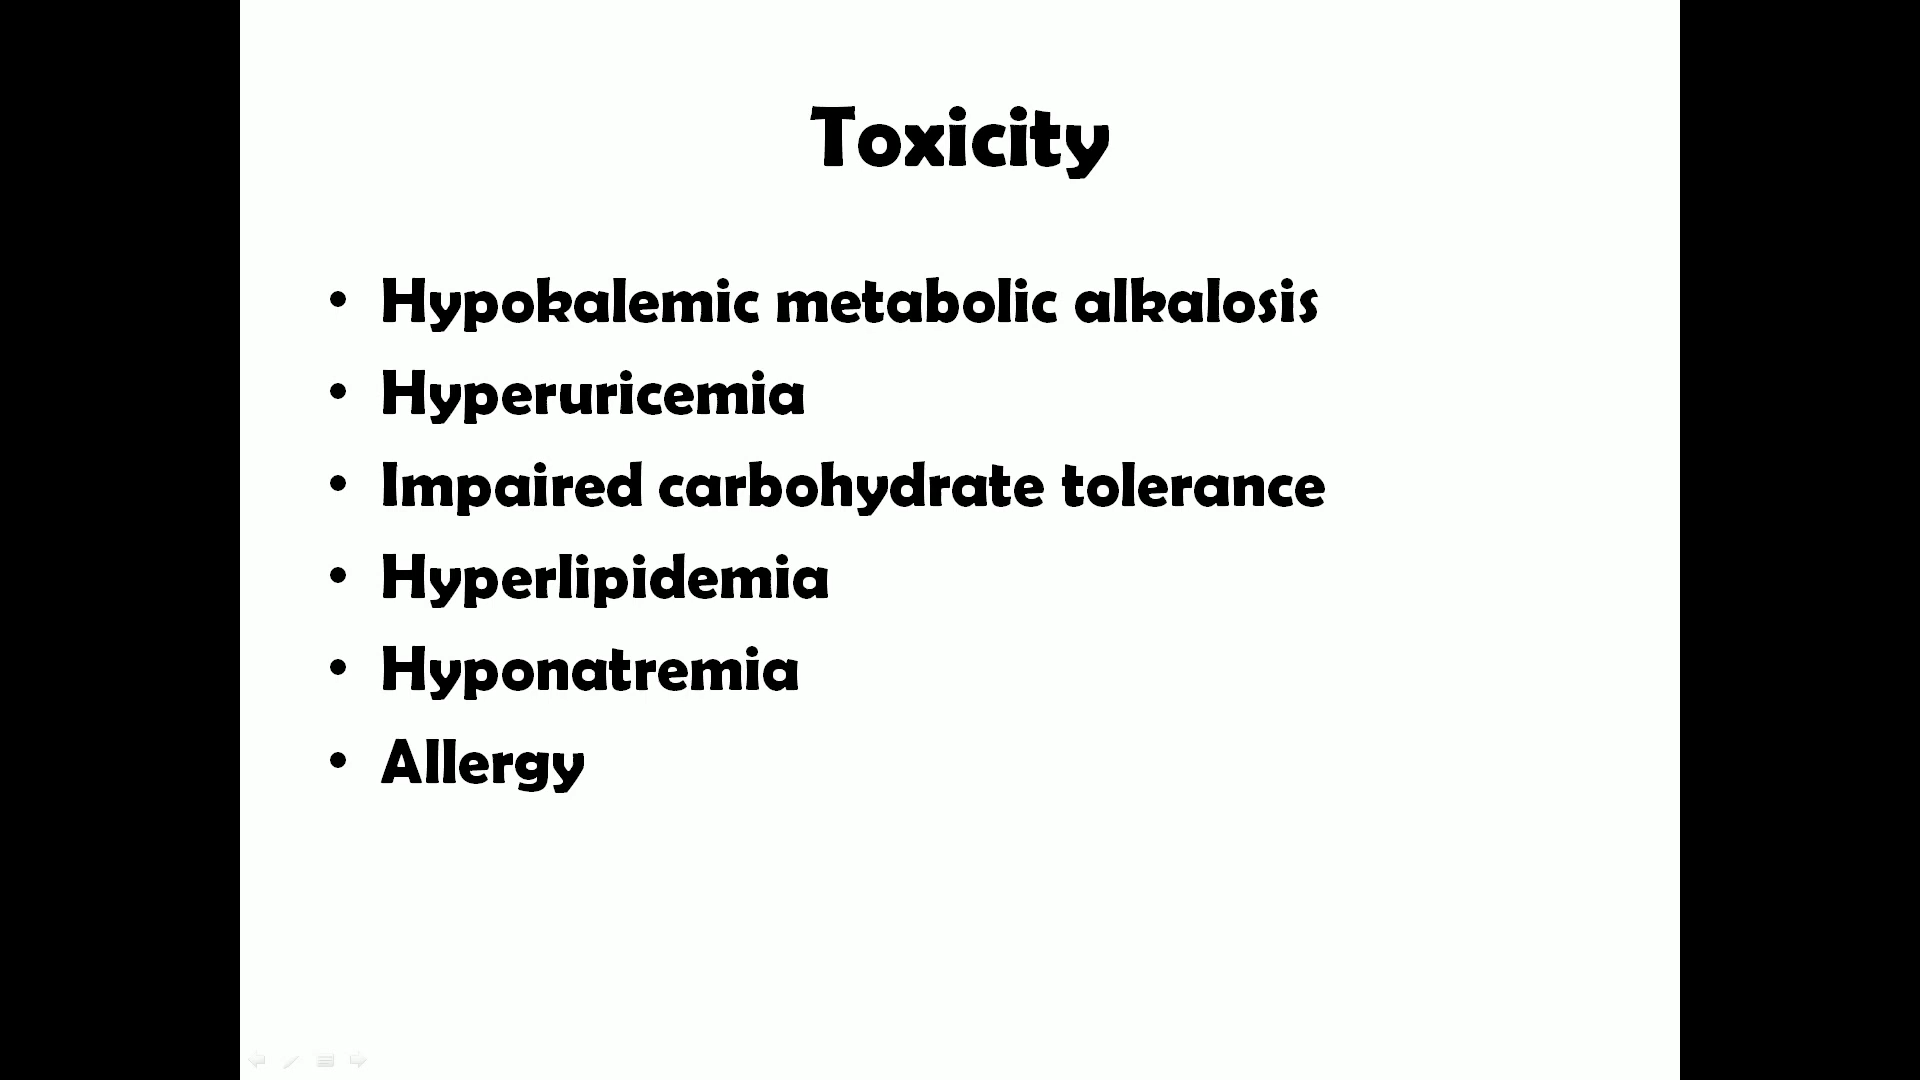 Toxicity
• Hypokalemic metabolic alkalosis
• Hyperuricemia
• Impaired carbohydrate tolerance
• Hyperlipidemia
• Hyponatremia
• Allergy